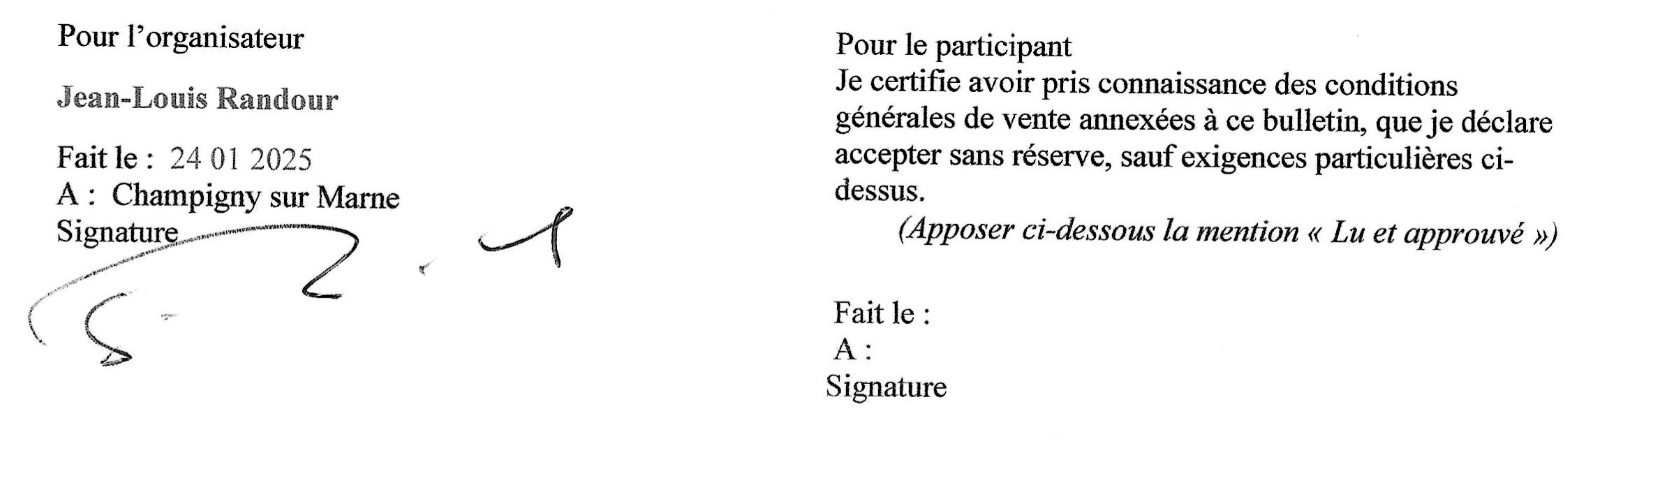 Pour l'organisateur
Jean-Louis Randour
Fait le : 24 01 2025
A : Champigny sur Marne
Signature
Pour le participant
Je certifie avoir pris connaissance des conditions
générales de vente annexées à ce bulletin, que je déclare
accepter sans réserve, sauf exigences particulières ci-
dessus.
(Apposer ci-dessous la mention « Lu et approuvé »)
Fait le :
A :
Signature